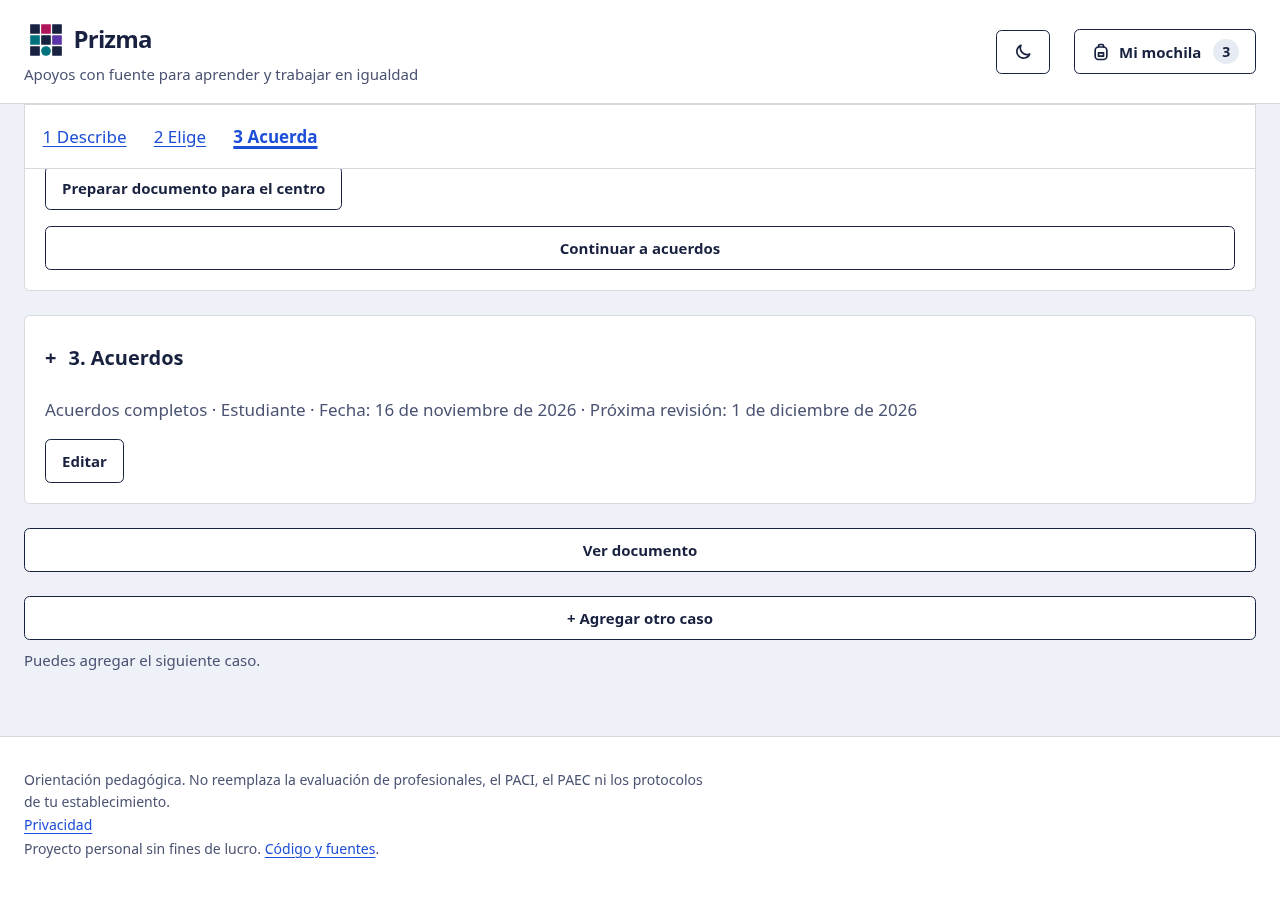 Prizma
Apoyos con fuente para aprender y trabajar en igualdad
Mi mochila 3
1 Describe 2 Elige 3 Acuerda
Preparar documento para el centro
Continuar a acuerdos
+ 3. Acuerdos
Acuerdos completos · Estudiante · Fecha: 16 de noviembre de 2026 · Próxima revisión: 1 de diciembre de 2026
Editar
Ver documento
+ Agregar otro caso
Puedes agregar el siguiente caso.
Orientación pedagógica. No reemplaza la evaluación de profesionales, el PACI, el PAEC ni los protocolos
de tu establecimiento.
Privacidad
Proyecto personal sin fines de lucro. Código y fuentes.